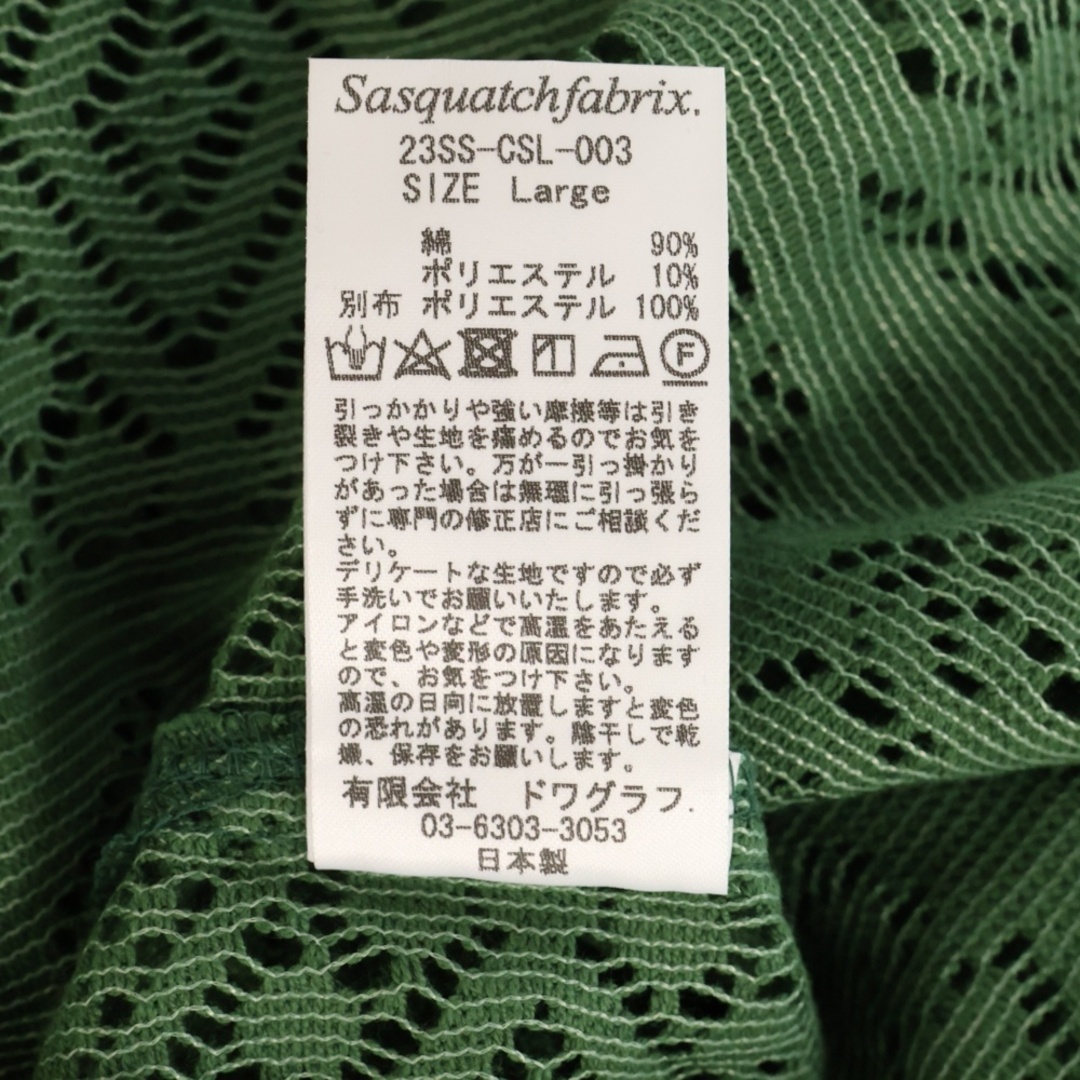 Sasquatchfabrix.
23SS-CSL-003
SIZE Large
綿 90%
ポリエステル 10%
別布 ポリエステル 100%
F
引っかかりや強い摩擦等は引き
裂きや生地を痛めるのでお気を
つけ下さい。万が一引っ掛かり
があった場合は無理に引っ張ら
ずに専門の修正店にご相談くだ
さい。
デリケートな生地ですので必ず
手洗いでお願いいたします。
アイロンなどで高温をあたえる
と変色や変形の原因になります
ので、お気をつけ下さい。
高温の日向に放置しますと変色
の恐れがあります。陰干しで乾
燥、保存をお願いします。
有限会社 ドワグラフ.
03-6303-3053
日本製